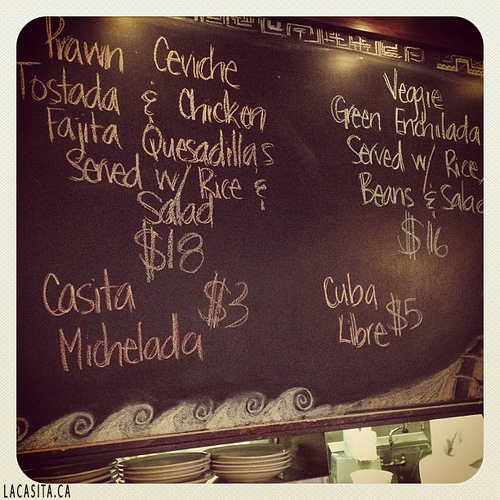 Prawn Ceviche
Tostada & Chicken
Fajita Quesadillas
Served w/ Rice &
Salad
$18
Veggie
Green Enchilada
Served w/ Rice,
Beans & Salad
$16
Casita $3
Michelada
Cuba
Libre $5
LACASITA.CA